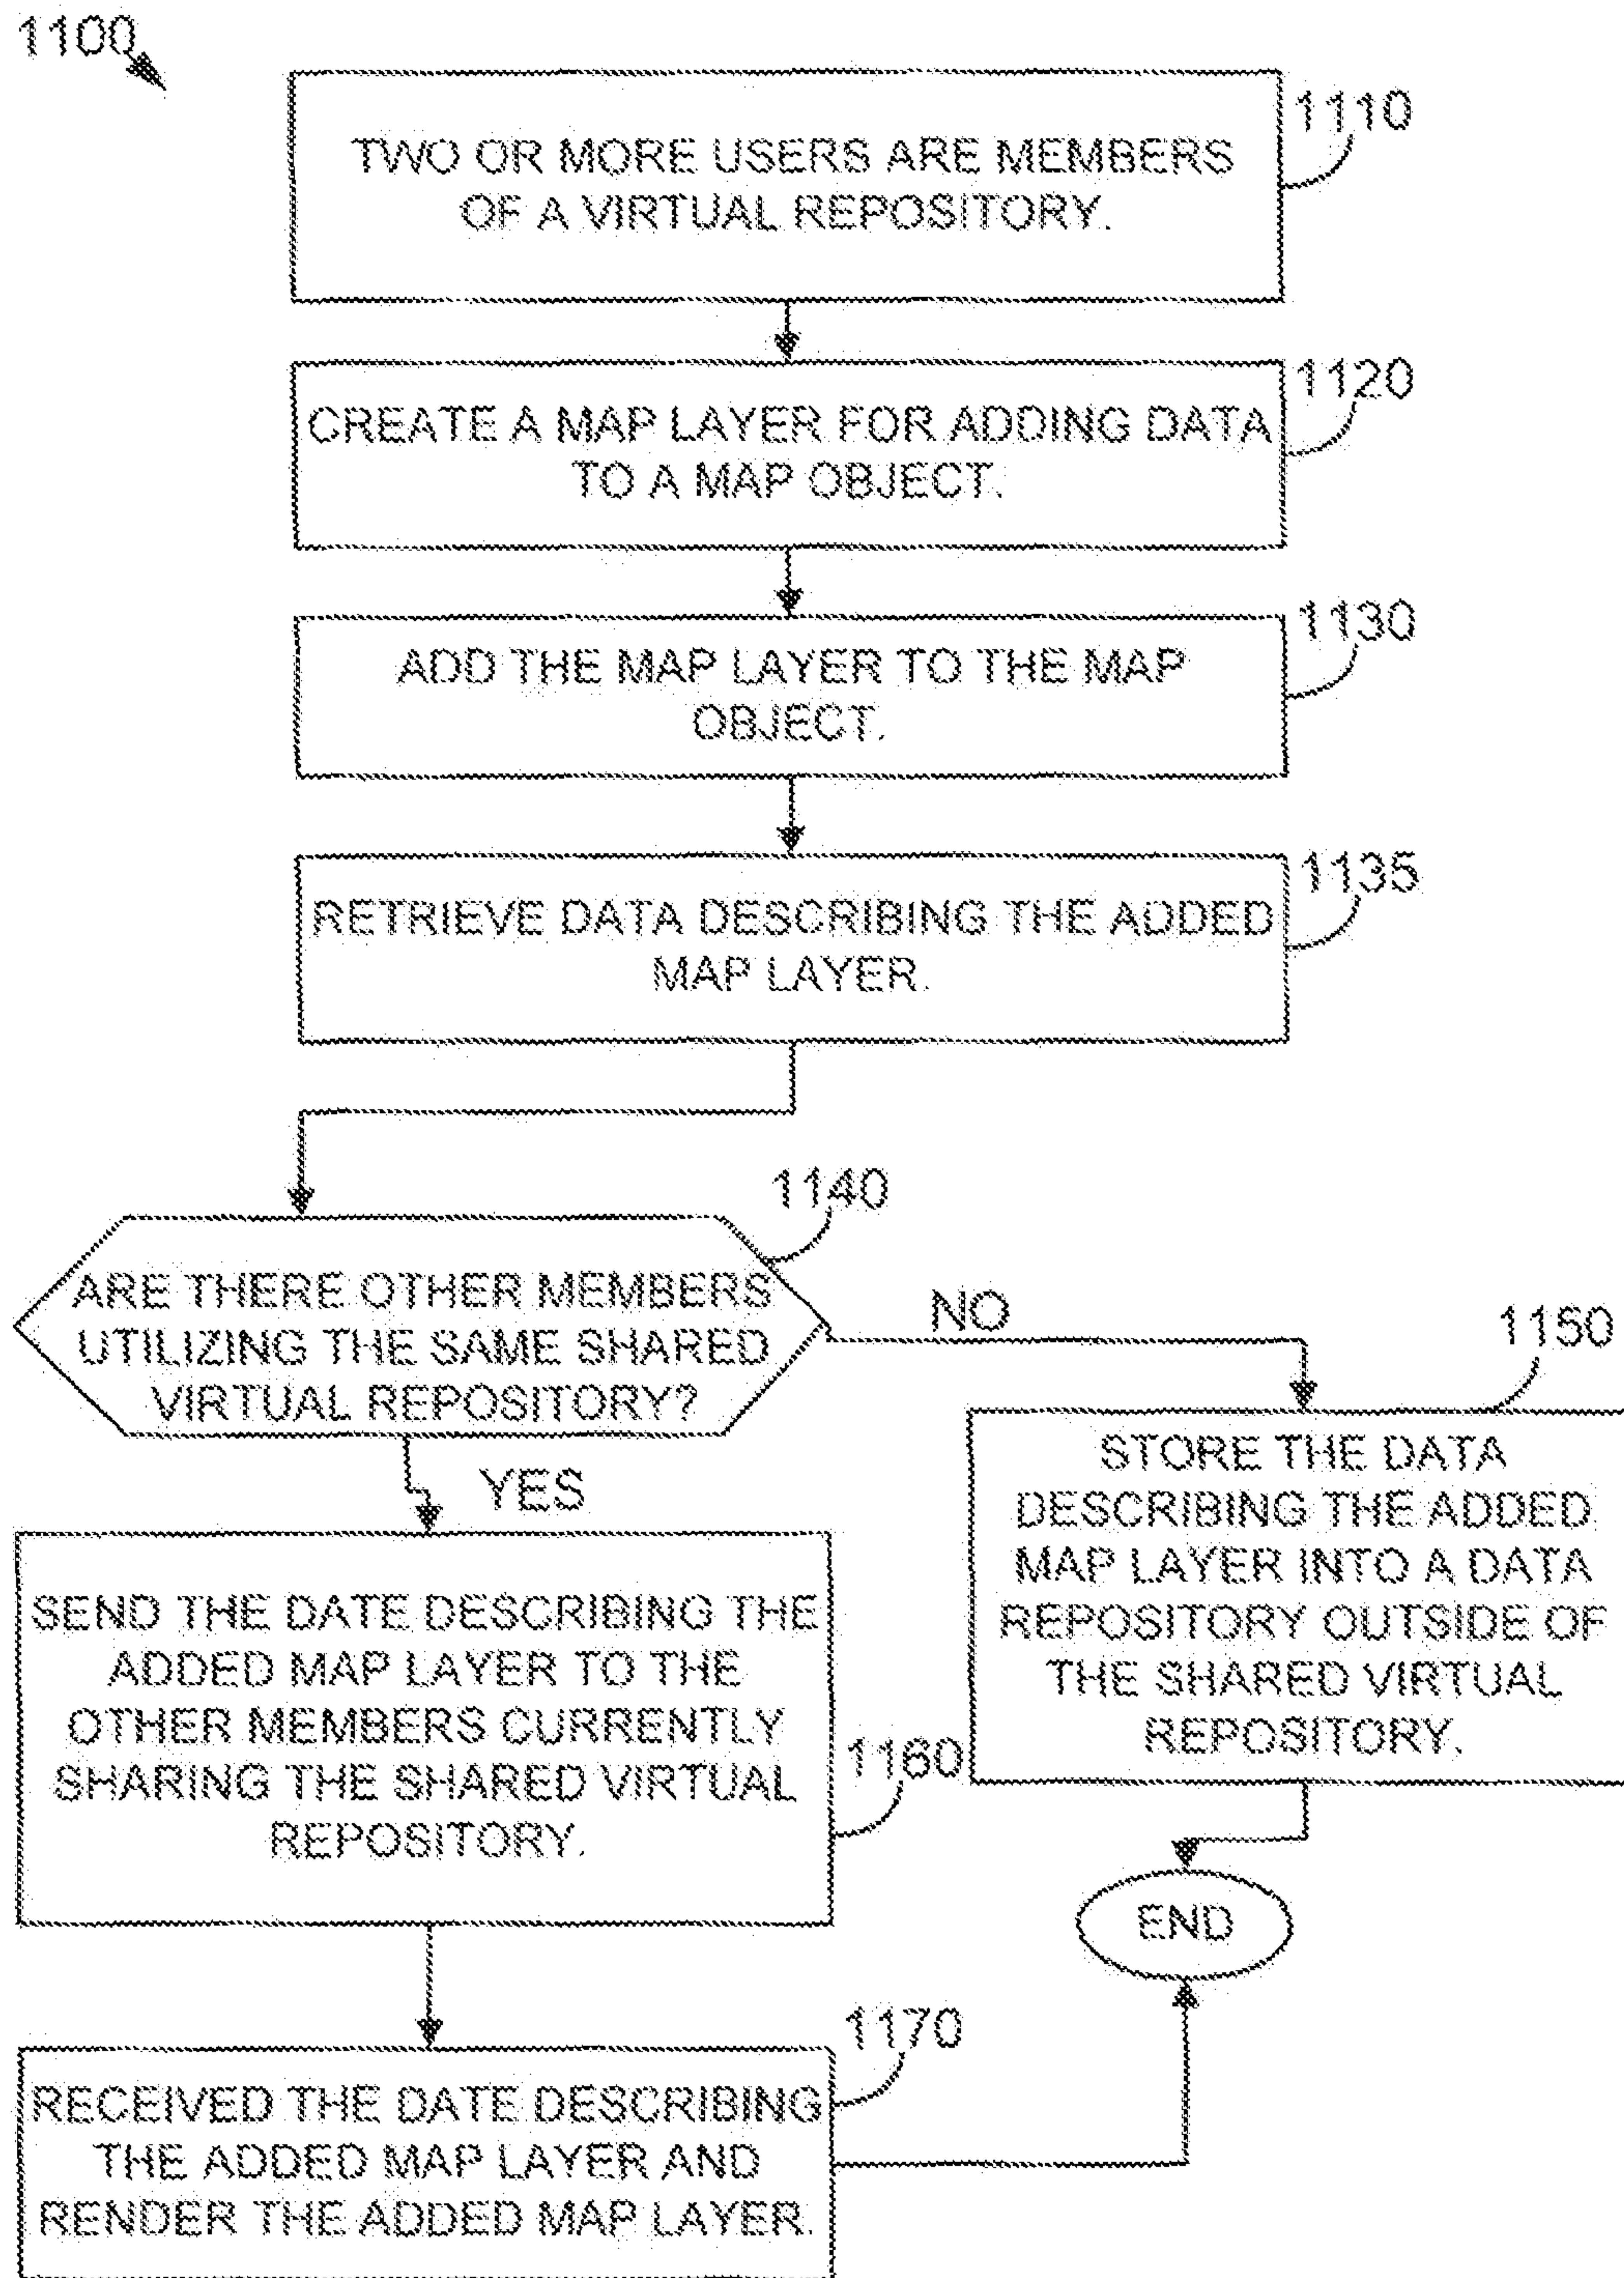 1100
TWO OR MORE USERS ARE MEMBERS
OF A VIRTUAL REPOSITORY.
1110
CREATE A MAP LAYER FOR ADDING DATA
TO A MAP OBJECT.
1120
ADD THE MAP LAYER TO THE MAP
OBJECT.
1130
RETRIEVE DATA DESCRIBING THE ADDED
MAP LAYER.
1135
ARE THERE OTHER MEMBERS
UTILIZING THE SAME SHARED
VIRTUAL REPOSITORY?
1140
NO
YES
STORE THE DATA
DESCRIBING THE ADDED
MAP LAYER INTO A DATA
REPOSITORY OUTSIDE OF
THE SHARED VIRTUAL
REPOSITORY.
1150
SEND THE DATE DESCRIBING THE
ADDED MAP LAYER TO THE
OTHER MEMBERS CURRENTLY
SHARING THE SHARED VIRTUAL
REPOSITORY.
1160
END
RECEIVED THE DATE DESCRIBING
THE ADDED MAP LAYER AND
RENDER THE ADDED MAP LAYER.
1170